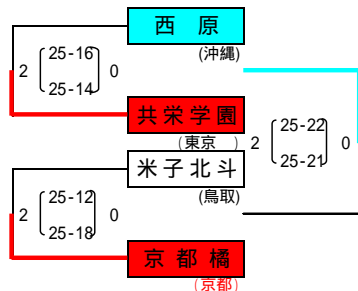 西原
(沖縄)
2 25-16 0
25-14
共栄学園
(東京 )
2 25-22 0
25-21
米子北斗
(鳥取)
2 25-12 0
25-18
京都橘
(京都)